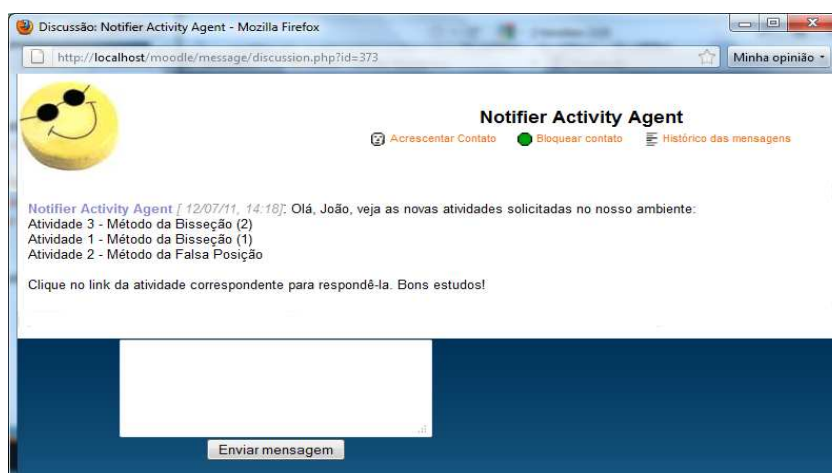 Discussão: Notifier Activity Agent - Mozilla Firefox
http://localhost/moodle/message/discussion.php?id=373
Minha opinião
Notifier Activity Agent
Acrescentar Contato Bloquear contato Histórico das mensagens
Notifier Activity Agent [ 12/07/11, 14:18]: Olá, João, veja as novas atividades solicitadas no nosso ambiente:
Atividade 3 - Método da Bisseção (2)
Atividade 1 - Método da Bisseção (1)
Atividade 2 - Método da Falsa Posição
Clique no link da atividade correspondente para respondê-la. Bons estudos!
Enviar mensagem